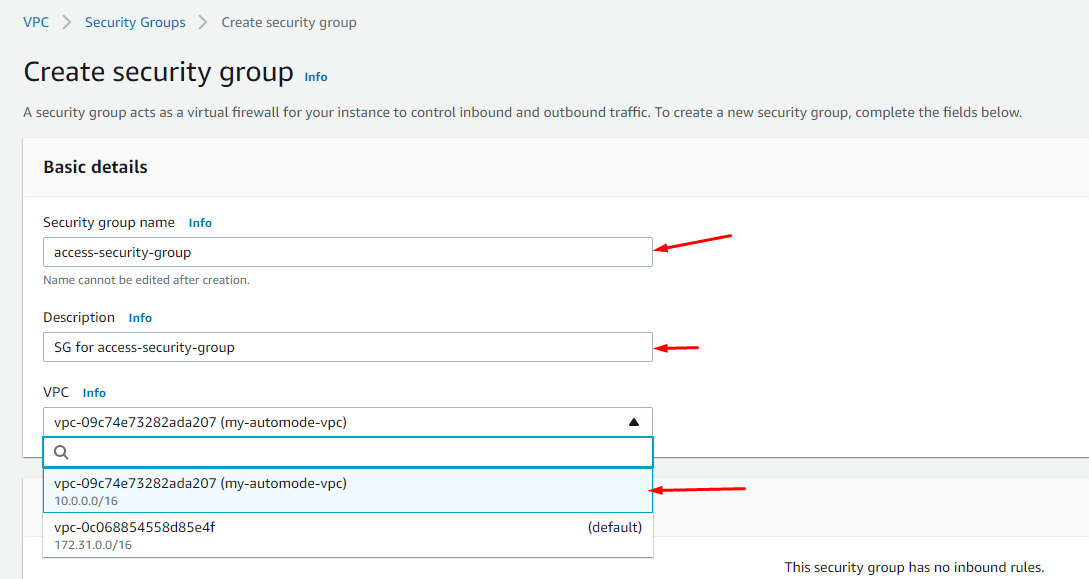 VPC > Security Groups > Create security group
Create security group Info
A security group acts as a virtual firewall for your instance to control inbound and outbound traffic. To create a new security group, complete the fields below.
Basic details
Security group name Info
access-security-group
Name cannot be edited after creation.
Description Info
SG for access-security-group
VPC Info
vpc-09c74e73282ada207 (my-automode-vpc)
vpc-09c74e73282ada207 (my-automode-vpc)
10.0.0.0/16
vpc-0c068854558d85e4f (default)
172.31.0.0/16
This security group has no inbound rules.